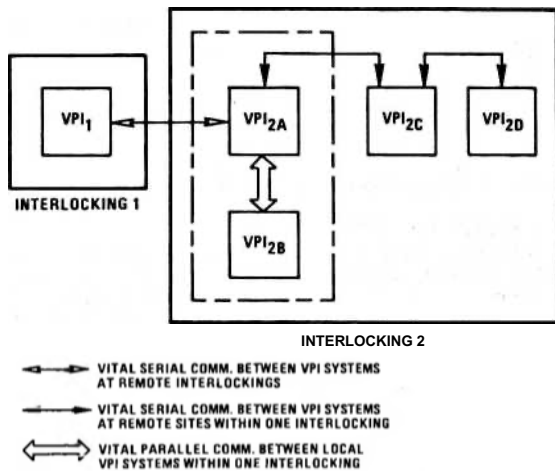 VPI1
VPI2A
VPI2C
VPI2D
INTERLOCKING 1
VPI2B
INTERLOCKING 2
VITAL SERIAL COMM. BETWEEN VPI SYSTEMS
AT REMOTE INTERLOCKINGS
VITAL SERIAL COMM. BETWEEN VPI SYSTEMS
AT REMOTE SITES WITHIN ONE INTERLOCKING
VITAL PARALLEL COMM. BETWEEN LOCAL
VPI SYSTEMS WITHIN ONE INTERLOCKING